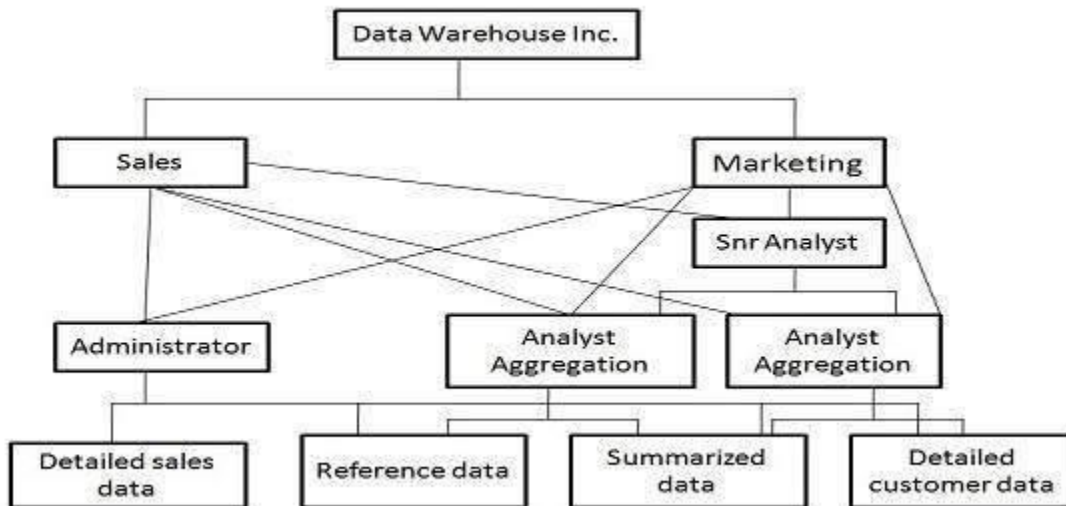 Data Warehouse Inc.
Sales
Marketing
Snr Analyst
Administrator
Analyst
Aggregation
Analyst
Aggregation
Detailed sales
data
Reference data
Summarized
data
Detailed
customer data